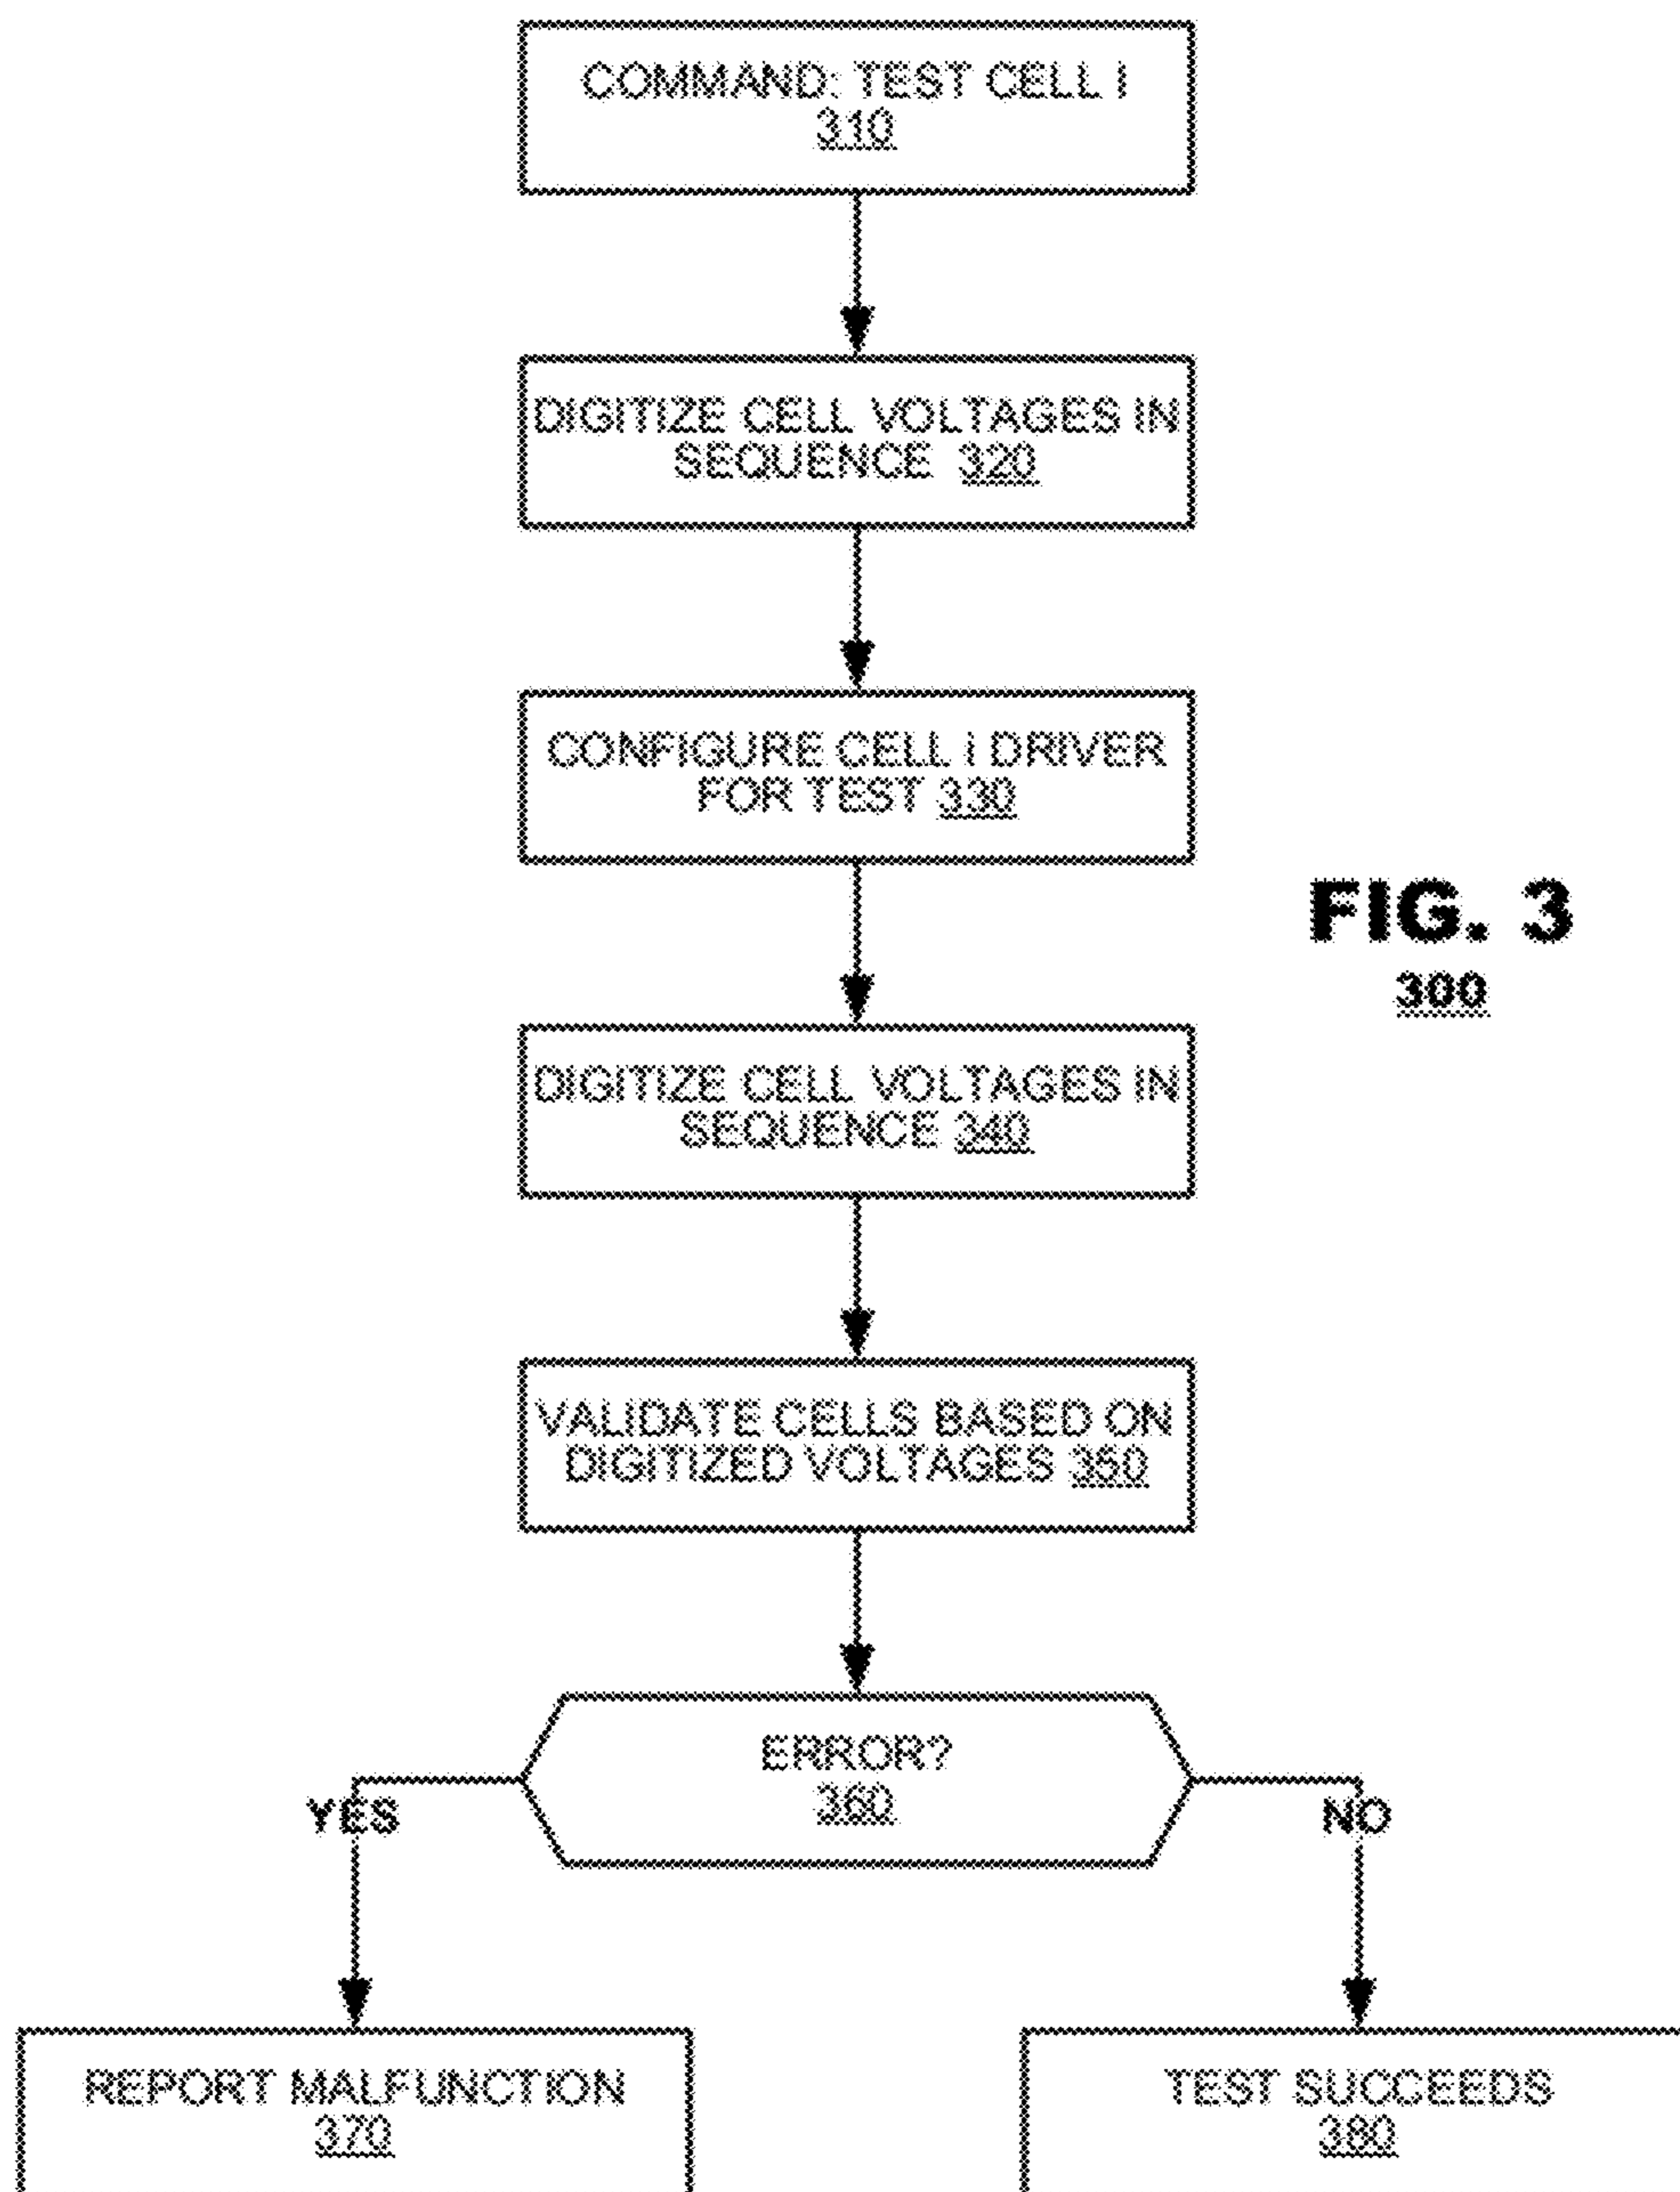 COMMAND: TEST CELL I
310
DIGITIZE CELL VOLTAGES IN
SEQUENCE 320
CONFIGURE CELL i DRIVER
FOR TEST 330
FIG. 3
300
DIGITIZE CELL VOLTAGES IN
SEQUENCE 340
VALIDATE CELLS BASED ON
DIGITIZED VOLTAGES 350
ERROR?
360
YES
NO
REPORT MALFUNCTION
370
TEST SUCCEEDS
380